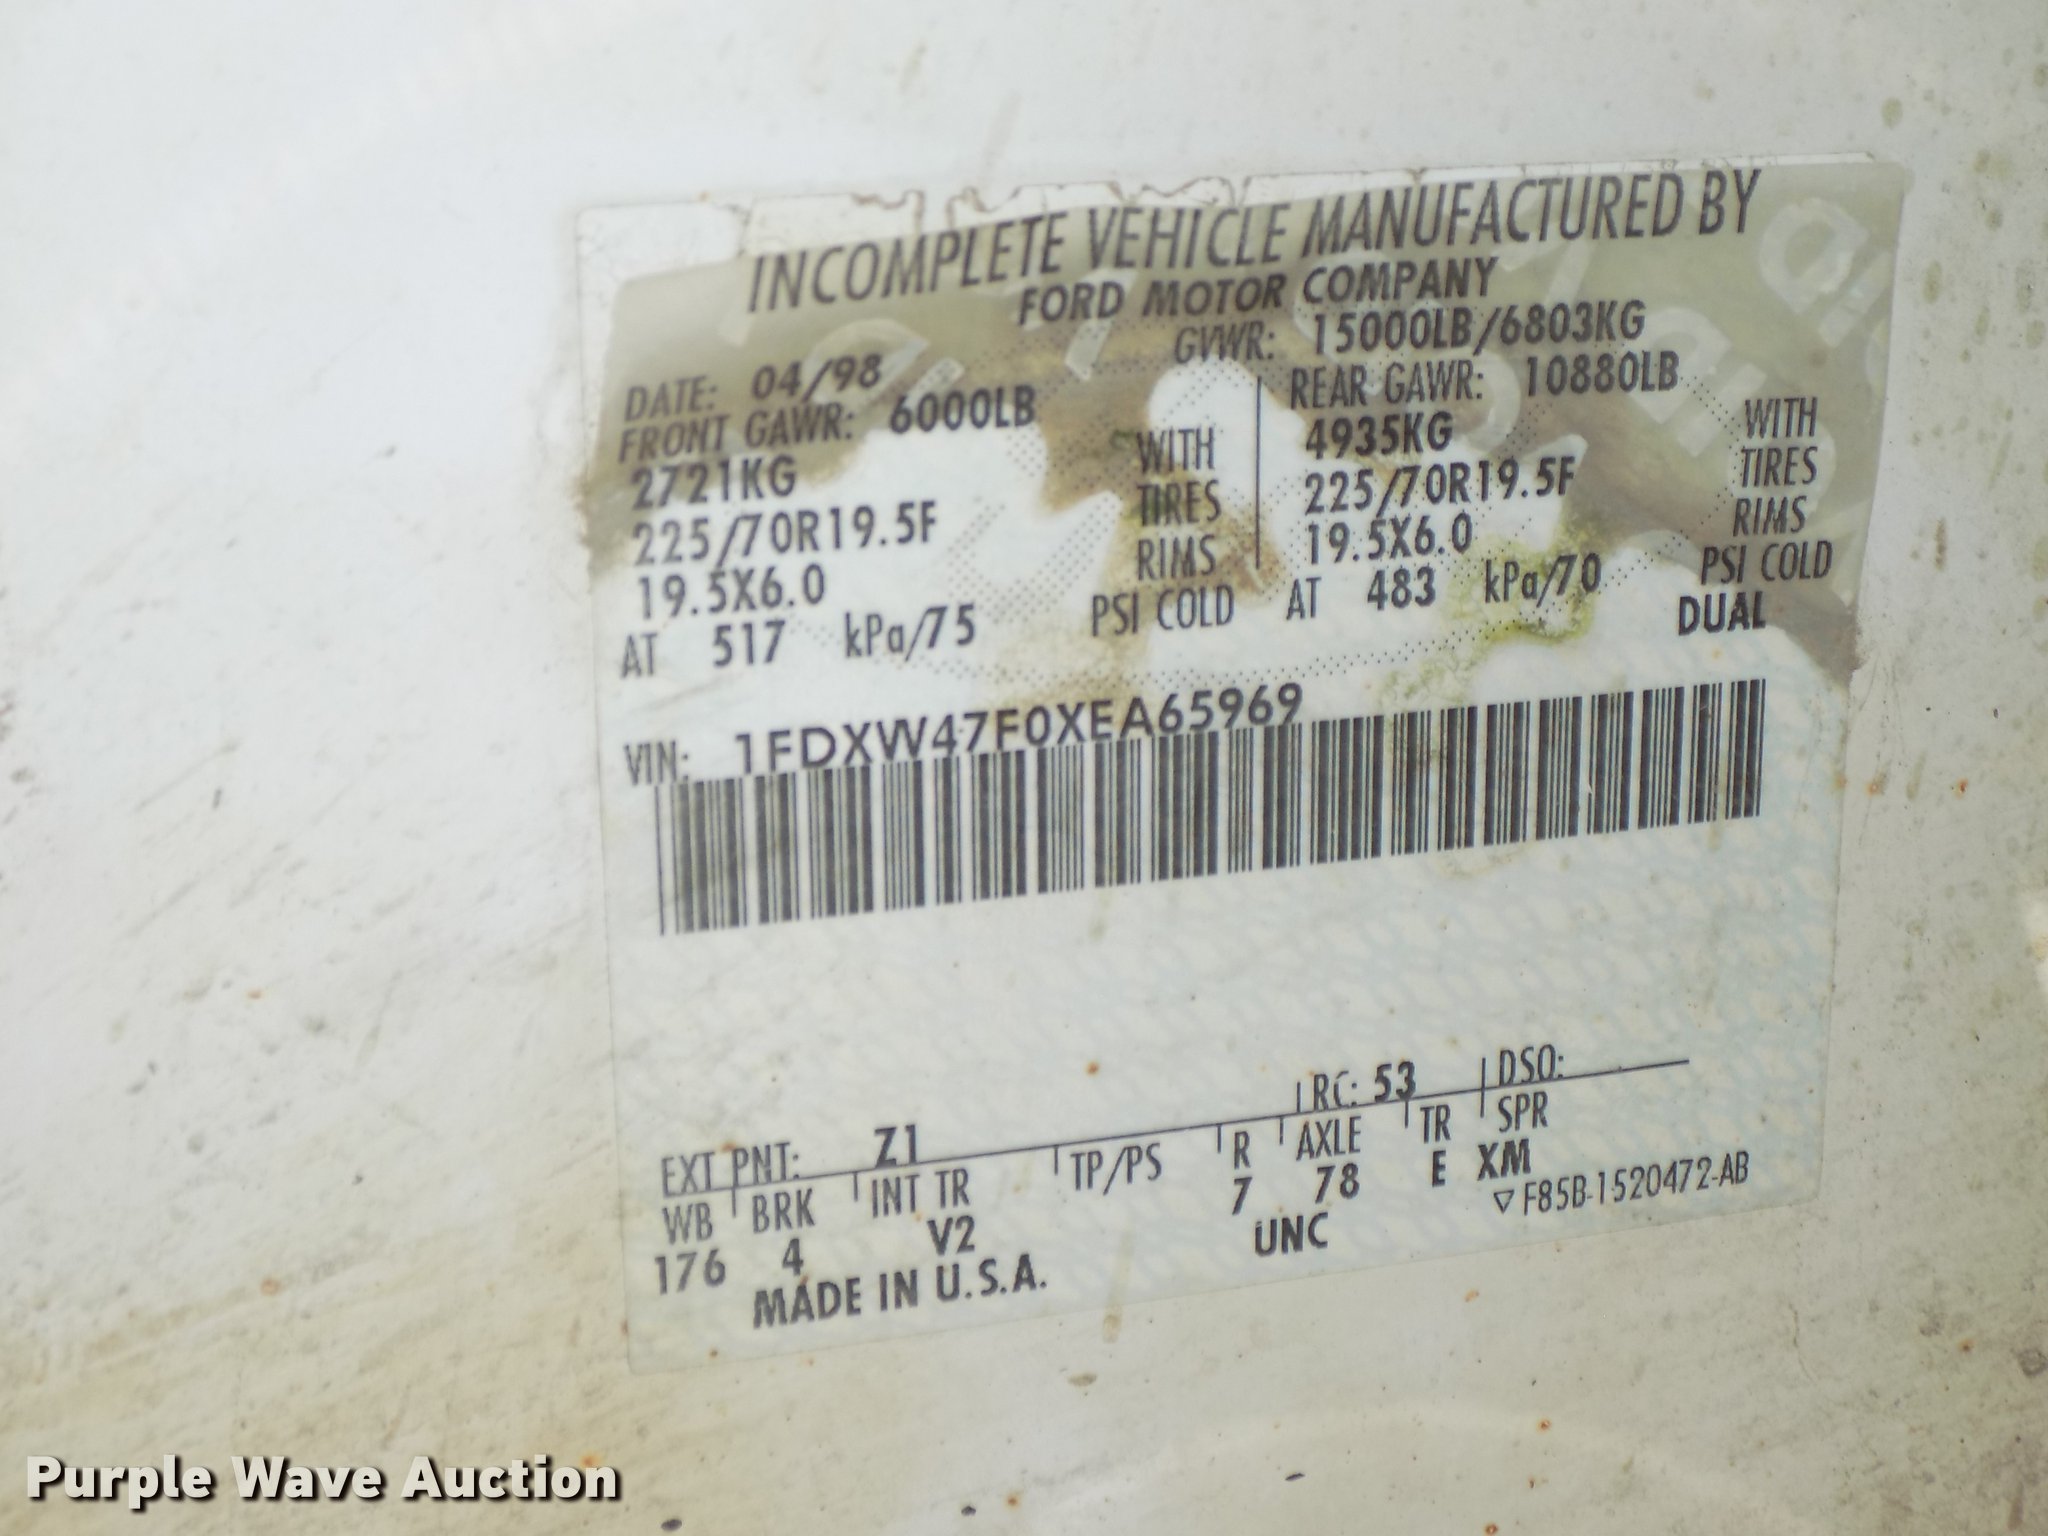 INCOMPLETE VEHICLE MANUFACTURED BY
FORD MOTOR COMPANY
DATE: 04/98 GVWR: 15000LB/6803KG
FRONT GAWR: 6000LB REAR GAWR: 10880LB
2721KG WITH 4935KG WITH
225/70R19.5F TIRES 225/70R19.5F TIRES
19.5X6.0 RIMS 19.5X6.0 RIMS
AT 517 kPa/75 PSI COLD AT 483 kPa/70 PSI COLD
DUAL
VIN: 1FDXW47F0XEA65969
EXT PNT: Z1 RC: 53 DSO:
WB BRK INT TR TP/PS R AXLE TR SPR
176 4 V2 7 78 E XM
MADE IN U.S.A. UNC ▽F85B-1520472-AB
Purple Wave Auction